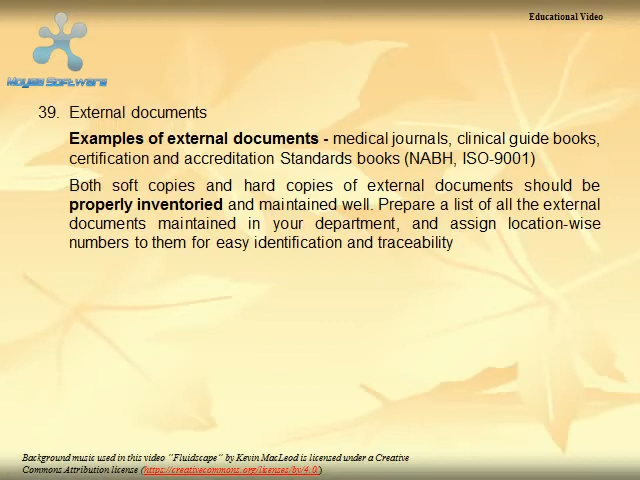 Educational Video
Moyea Software
39. External documents
Examples of external documents - medical journals, clinical guide books,
certification and accreditation Standards books (NABH, ISO-9001)
Both soft copies and hard copies of external documents should be
properly inventoried and maintained well. Prepare a list of all the external
documents maintained in your department, and assign location-wise
numbers to them for easy identification and traceability
Background music used in this video "Fluidscape" by Kevin MacLeod is licensed under a Creative
Commons Attribution license (https://creativecommons.org/licenses/by/4.0/)